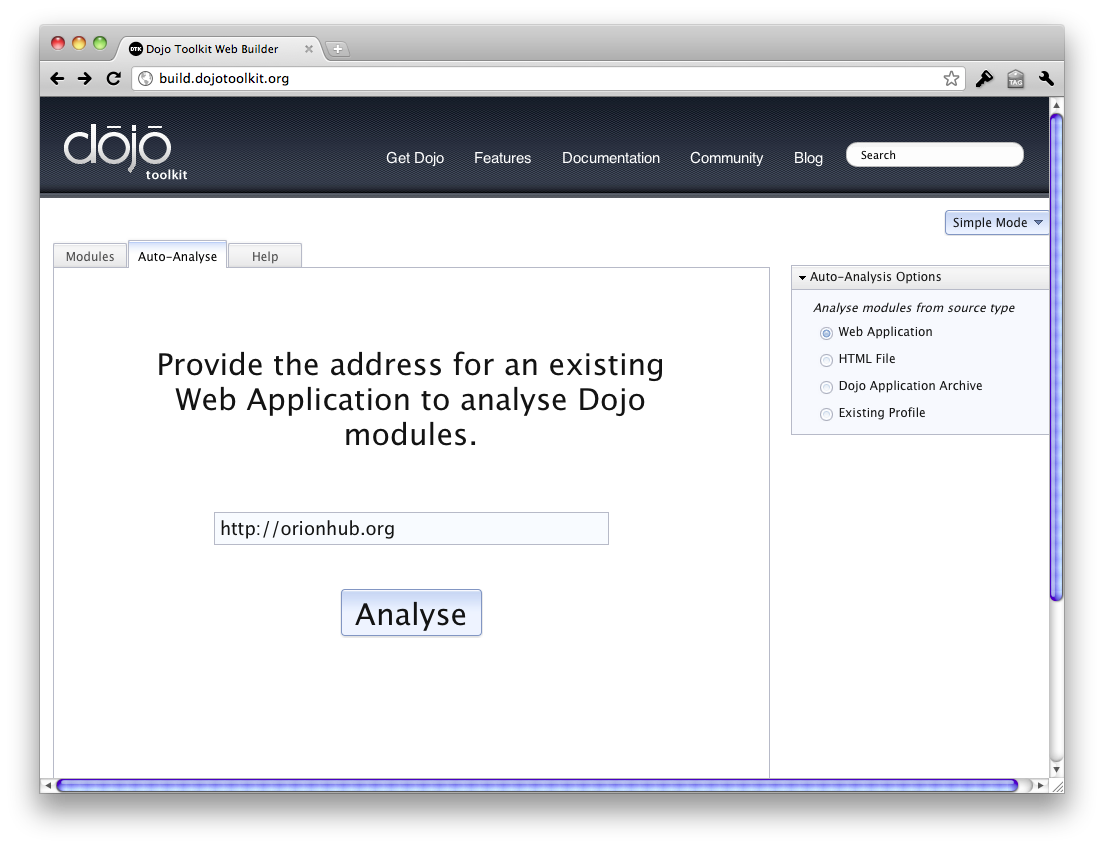 DTK Dojo Toolkit Web Builder
build.dojotoolkit.org
TAG
dōjō
toolkit
Get Dojo Features Documentation Community Blog Search
Simple Mode
Modules Auto-Analyse Help
Auto-Analysis Options
Analyse modules from source type
Web Application
HTML File
Dojo Application Archive
Existing Profile
Provide the address for an existing
Web Application to analyse Dojo
modules.
http://orionhub.org
Analyse